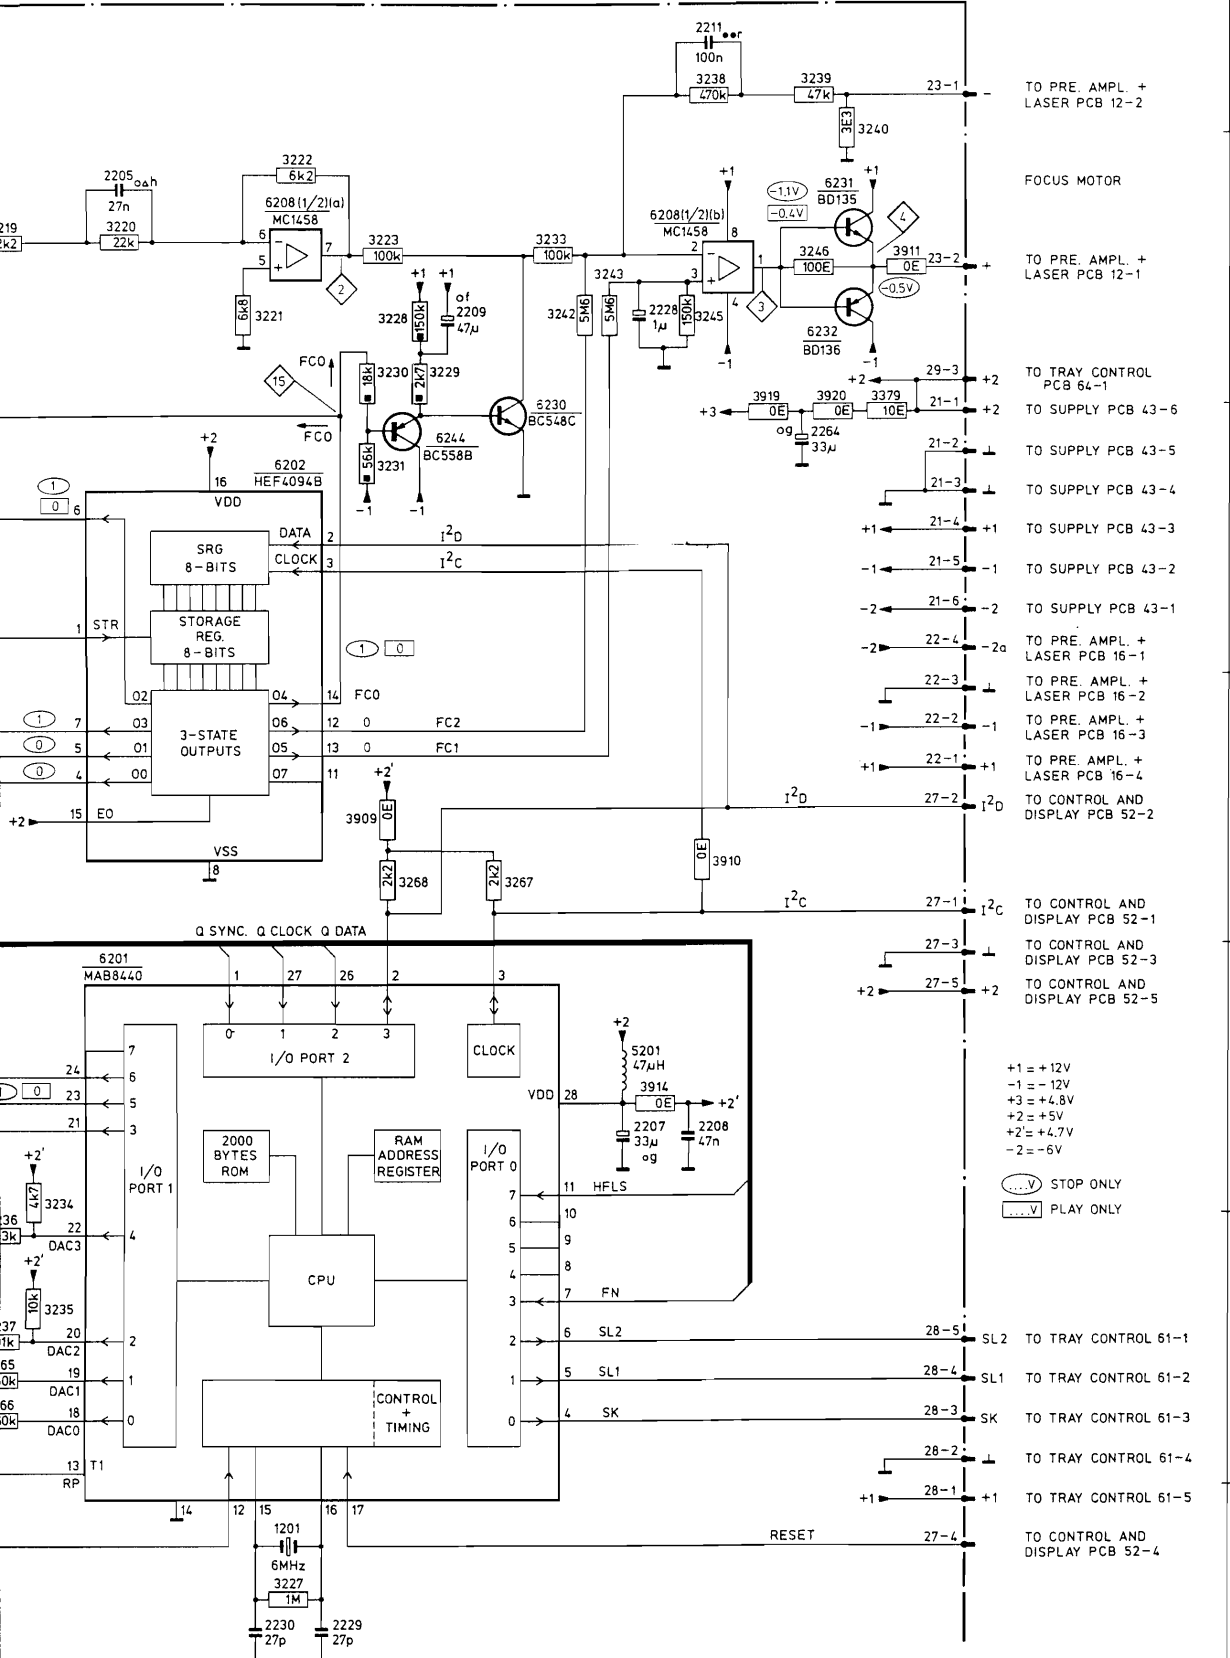 2211
100n
3238
470k
3239
47k
23-1
-
TO PRE. AMPL. +
LASER PCB 12-2
3E3
3240
FOCUS MOTOR
2205
27n
3220
22k
219
2k2
3222
6k2
6208(1/2)(a)
MC1458
6
5
7
6k8
3221
2
3223
100k
3233
100k
+1
6208(1/2)(b)
MC1458
8
2
3
1
4
-1
3
-1,1V
-0.4V
6231
BD135
+1
4
3246
100E
3911
0E
23-2
+
TO PRE. AMPL. +
LASER PCB 12-1
-0.5V
6232
BD136
-1
3243
3242
5M6
5M6
2228
1µ
150k
3245
+1
+1
3228
150k
of
2209
47µ
FCO
15
FCO
18k
3230
2k7
3229
6230
BC548C
6244
BC558B
56k
3231
-1
-1
29-3
+2
+2
TO TRAY CONTROL
PCB 64-1
+3
3919
0E
3920
0E
3379
10E
21-1
+2
TO SUPPLY PCB 43-6
og
2264
33µ
21-2
TO SUPPLY PCB 43-5
21-3
TO SUPPLY PCB 43-4
+1
21-4
+1
TO SUPPLY PCB 43-3
-1
21-5
-1
TO SUPPLY PCB 43-2
-2
21-6
-2
TO SUPPLY PCB 43-1
-2
22-4
-2a
TO PRE. AMPL. +
LASER PCB 16-1
22-3
TO PRE. AMPL. +
LASER PCB 16-2
-1
22-2
-1
TO PRE. AMPL. +
LASER PCB 16-3
+1
22-1
+1
TO PRE. AMPL. +
LASER PCB 16-4
+2
16
6202
HEF4094B
VDD
1
0
6
SRG
8-BITS
DATA
2
I²D
CLOCK
3
I²C
STORAGE
REG.
8-BITS
1
STR
1
0
02
04
14
FCO
1
7
03
3-STATE
OUTPUTS
06
12
0
FC2
0
5
01
05
13
0
FC1
0
4
00
07
11
+2
15
EO
VSS
8
+2'
3909
0E
I²D
27-2
I²D
TO CONTROL AND
DISPLAY PCB 52-2
0E
3910
2k2
3268
2k2
3267
I²C
27-1
I²C
TO CONTROL AND
DISPLAY PCB 52-1
27-3
TO CONTROL AND
DISPLAY PCB 52-3
+2
27-5
+2
TO CONTROL AND
DISPLAY PCB 52-5
Q SYNC. Q CLOCK Q DATA
6201
MAB8440
1
27
26
2
3
0
1
2
3
I/O PORT 2
CLOCK
7
24
6
0
23
5
21
3
I/O
PORT 1
+2'
4k7
3234
236
3k
22
DAC3
4
+2'
10k
3235
237
1k
20
DAC2
2
65
0k
19
DAC1
1
66
0k
18
DAC0
0
13
T1
RP
2000
BYTES
ROM
RAM
ADDRESS
REGISTER
CPU
CONTROL
+
TIMING
I/O
PORT 0
VDD
28
+2
5201
47µH
3914
0E
+2'
2207
33µ
og
2208
47n
7
11
HFLS
6
10
5
9
4
8
3
7
FN
2
6
SL2
28-5
SL2
TO TRAY CONTROL 61-1
1
5
SL1
28-4
SL1
TO TRAY CONTROL 61-2
0
4
SK
28-3
SK
TO TRAY CONTROL 61-3
28-2
TO TRAY CONTROL 61-4
+1
28-1
+1
TO TRAY CONTROL 61-5
RESET
27-4
TO CONTROL AND
DISPLAY PCB 52-4
+1 = +12V
-1 = -12V
+3 = +4.8V
+2 = +5V
+2' = +4.7V
-2 = -6V
....V STOP ONLY
....V PLAY ONLY
14
12
15
16
17
1201
6MHz
3227
1M
2230
27p
2229
27p